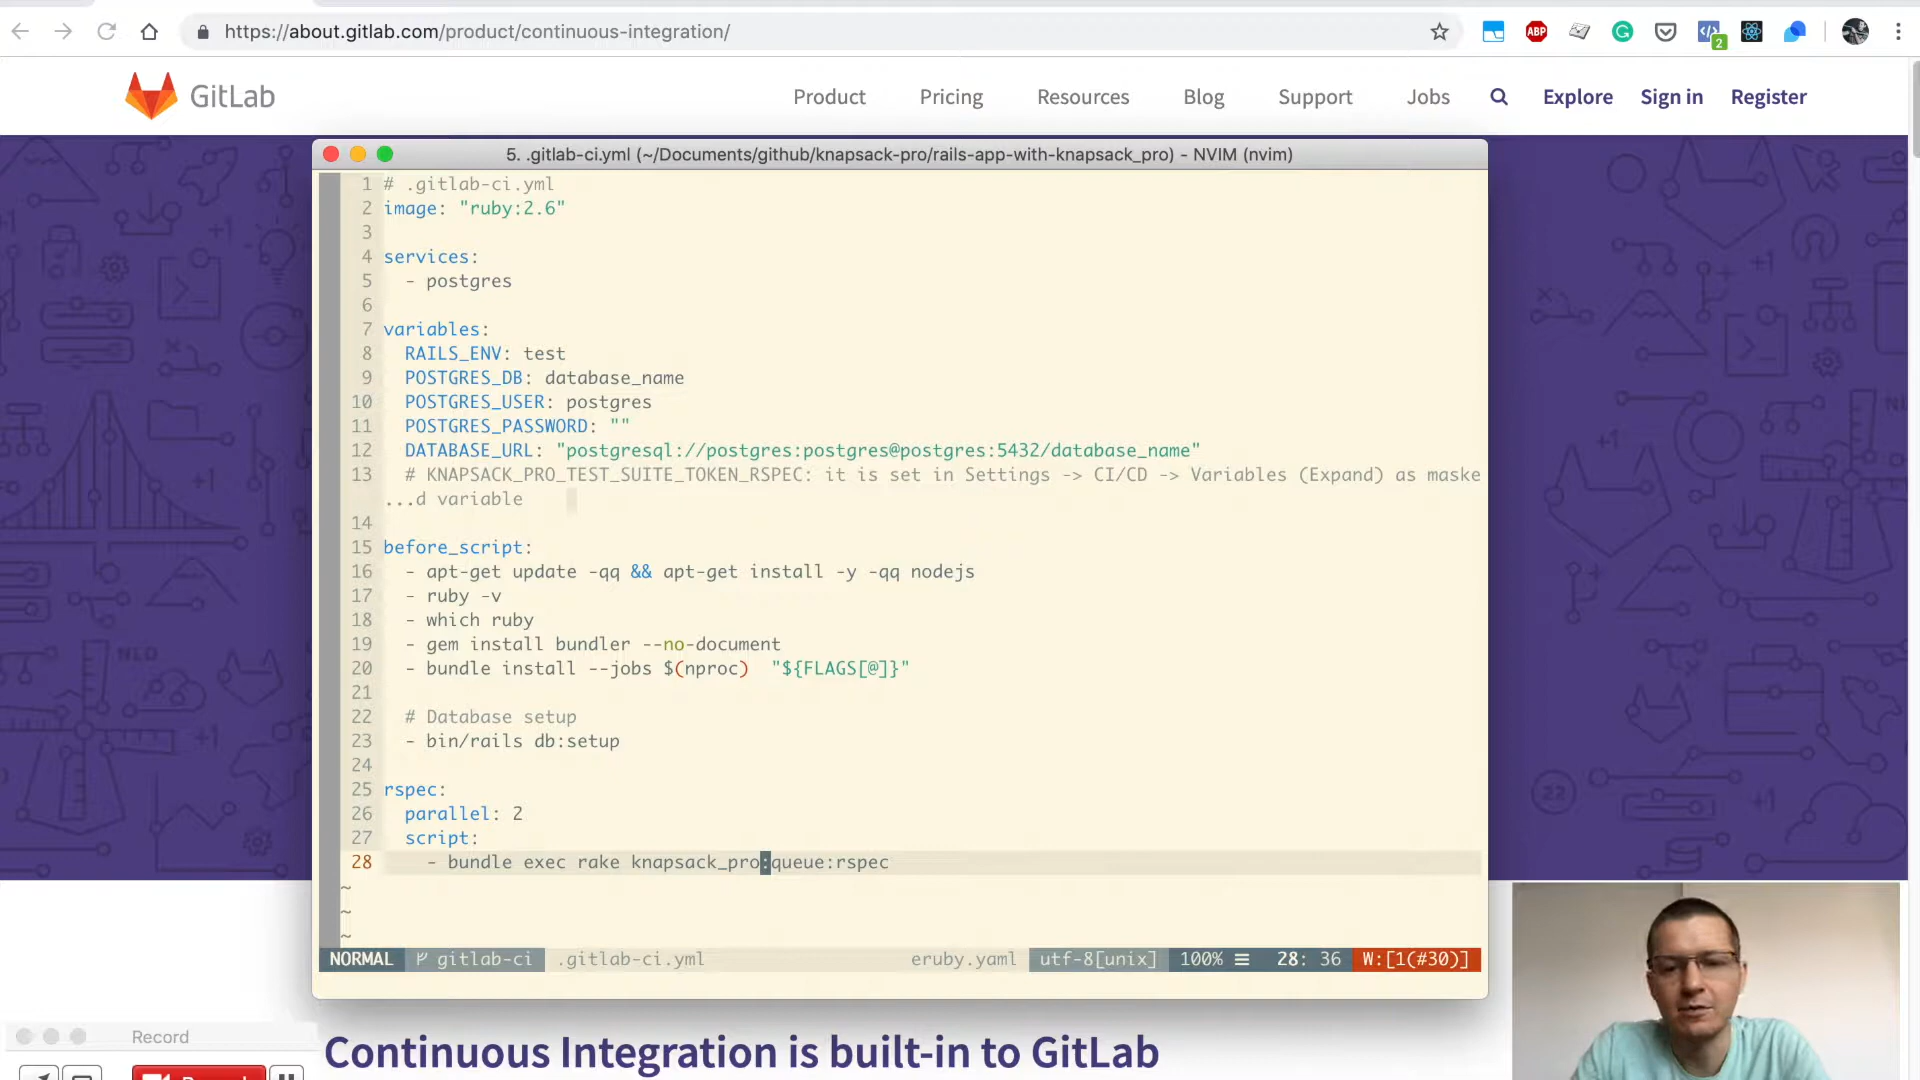 https://about.gitlab.com/product/continuous-integration/
ABP
2
GitLab
Product Pricing Resources Blog Support Jobs Explore Sign in Register
5. .gitlab-ci.yml (~/Documents/github/knapsack-pro/rails-app-with-knapsack_pro) - NVIM (nvim)
1 # .gitlab-ci.yml
2 image: "ruby:2.6"
3
4 services:
5 - postgres
6
7 variables:
8 RAILS_ENV: test
9 POSTGRES_DB: database_name
10 POSTGRES_USER: postgres
11 POSTGRES_PASSWORD: ""
12 DATABASE_URL: "postgresql://postgres:postgres@postgres:5432/database_name"
13 # KNAPSACK_PRO_TEST_SUITE_TOKEN_RSPEC: it is set in Settings -> CI/CD -> Variables (Expand) as maske
...d variable
14
15 before_script:
16 - apt-get update -qq && apt-get install -y -qq nodejs
17 - ruby -v
18 - which ruby
19 - gem install bundler --no-document
20 - bundle install --jobs $(nproc) "${FLAGS[@]}"
21
22 # Database setup
23 - bin/rails db:setup
24
25 rspec:
26 parallel: 2
27 script:
28 - bundle exec rake knapsack_pro:queue:rspec
~
~
~
NORMAL gitlab-ci .gitlab-ci.yml eruby.yaml utf-8[unix] 100% ☰ 28: 36 W:[1(#30)]
Record
Continuous Integration is built-in to GitLab